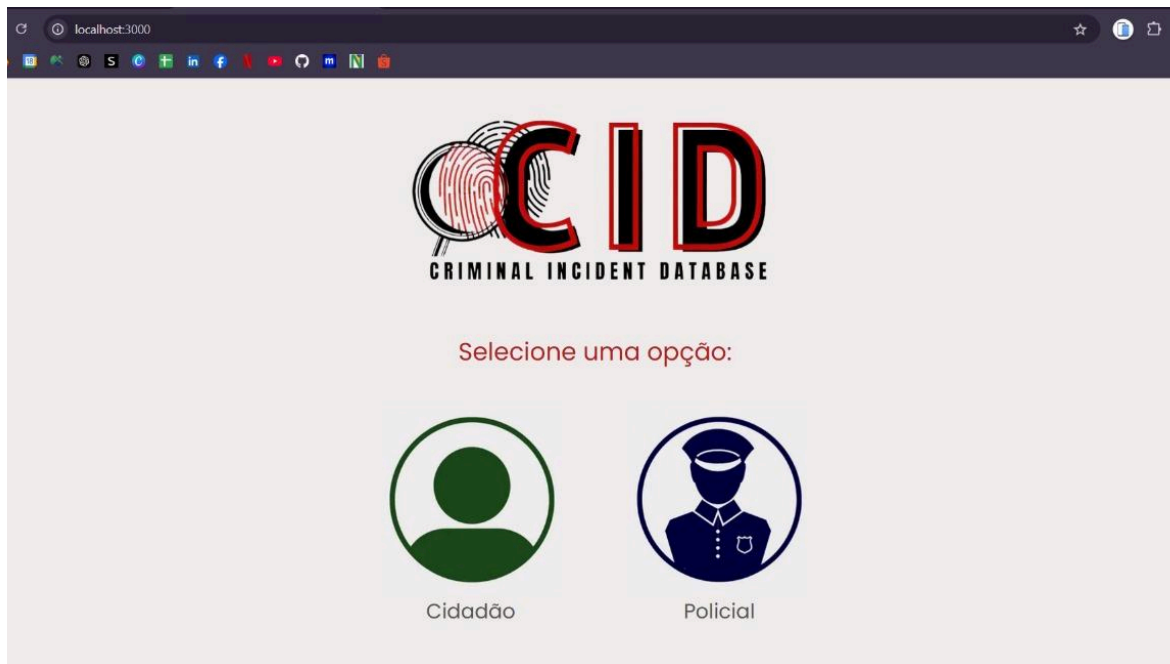 localhost:3000
CID
CRIMINAL INCIDENT DATABASE
Selecione uma opção:
Cidadão
Policial